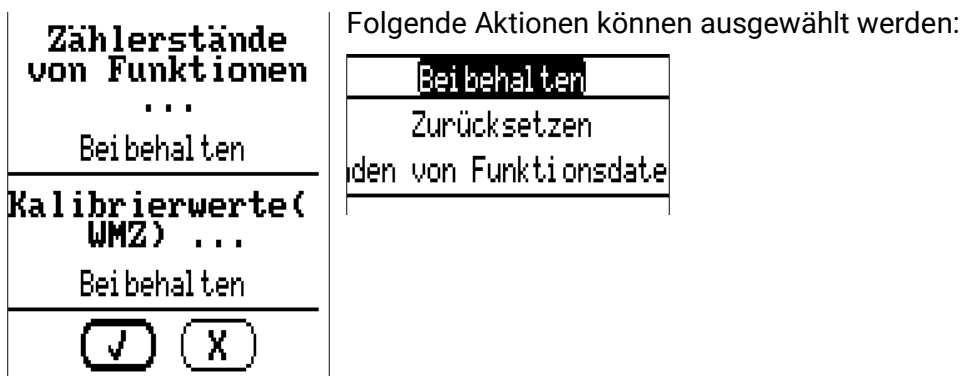 Zählerstände
von Funktionen
...
Beibehalten
Kalibrierwerte(
WMZ) ...
Beibehalten
√ X
Folgende Aktionen können ausgewählt werden:
Beibehalten
Zurücksetzen
den von Funktionsdate